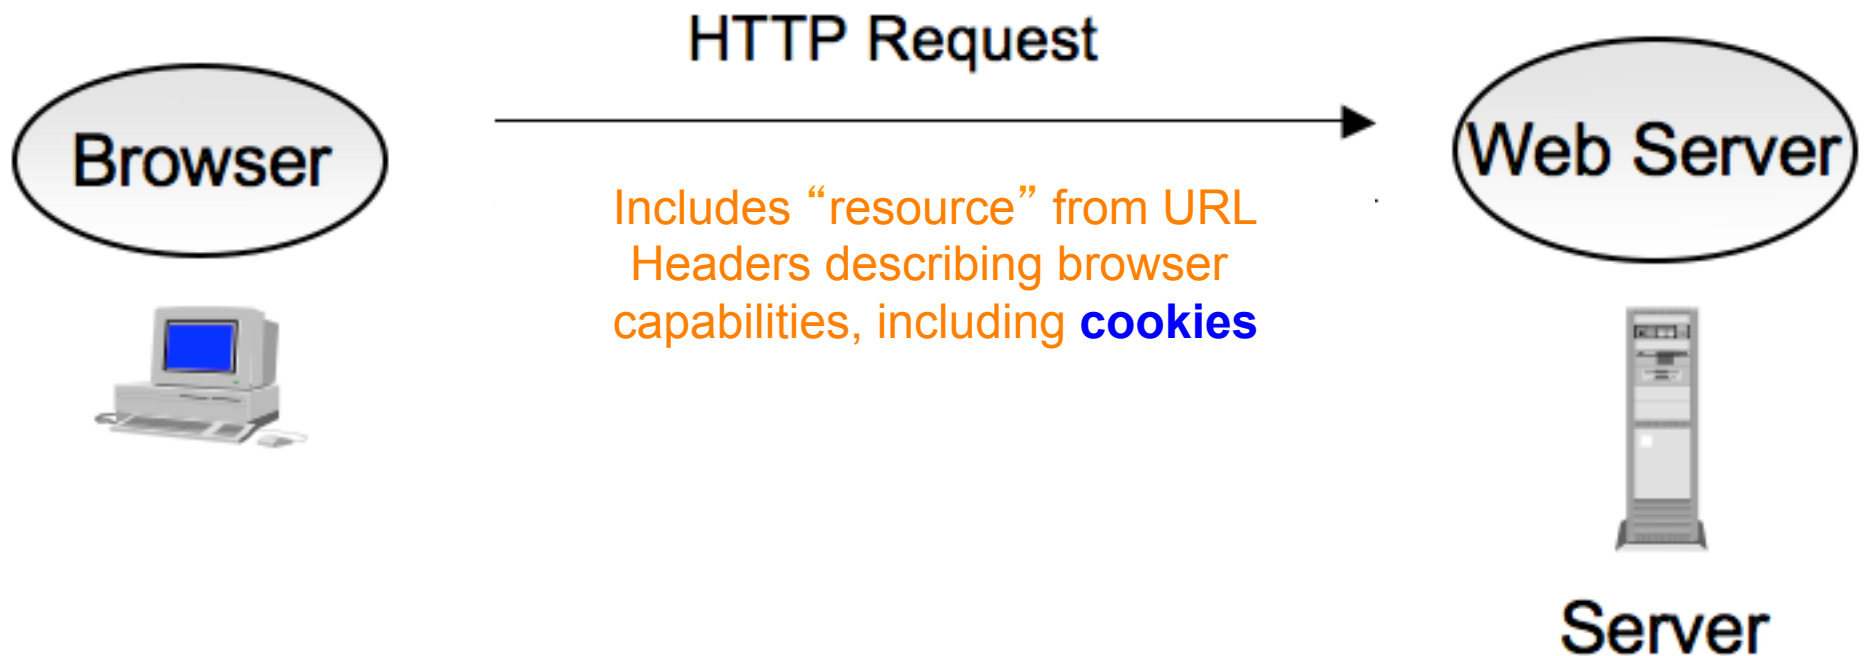 HTTP Request
Browser
Web Server
Includes “resource” from URL
Headers describing browser
capabilities, including cookies
Server